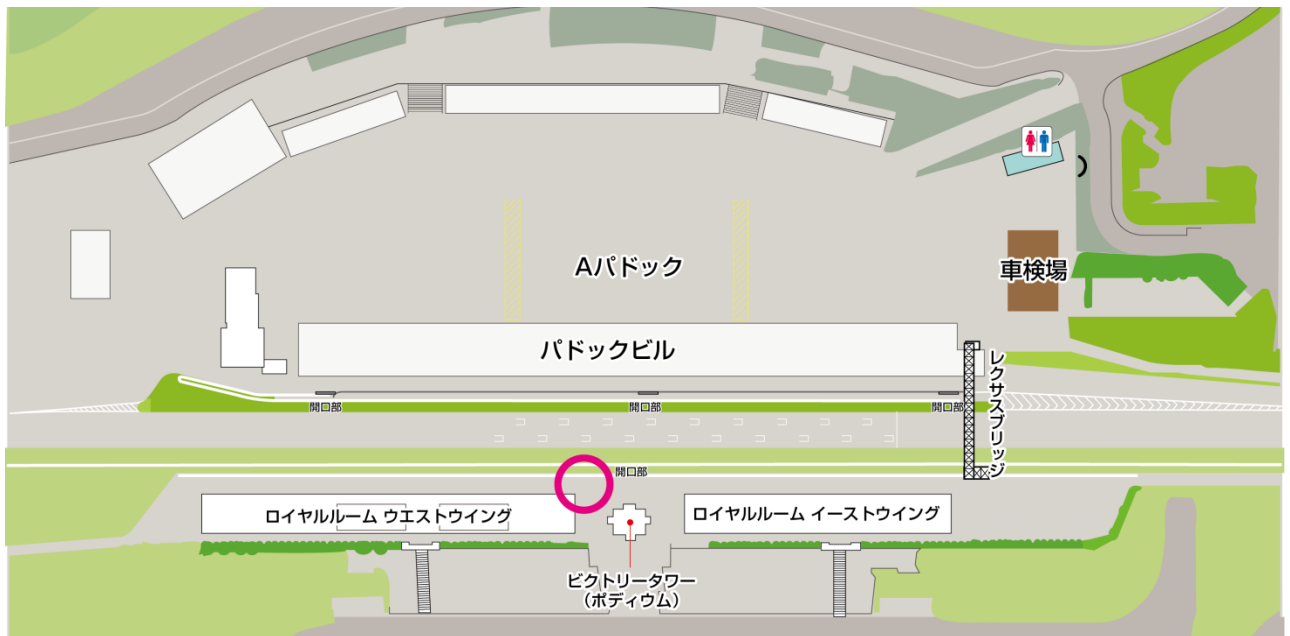 Aパドック
車検場
パドックビル
レクサスブリッジ
開口部
開口部
開口部
開口部
ロイヤルルーム ウエストウイング
ロイヤルルーム イーストウイング
ビクトリータワー
（ポディウム）